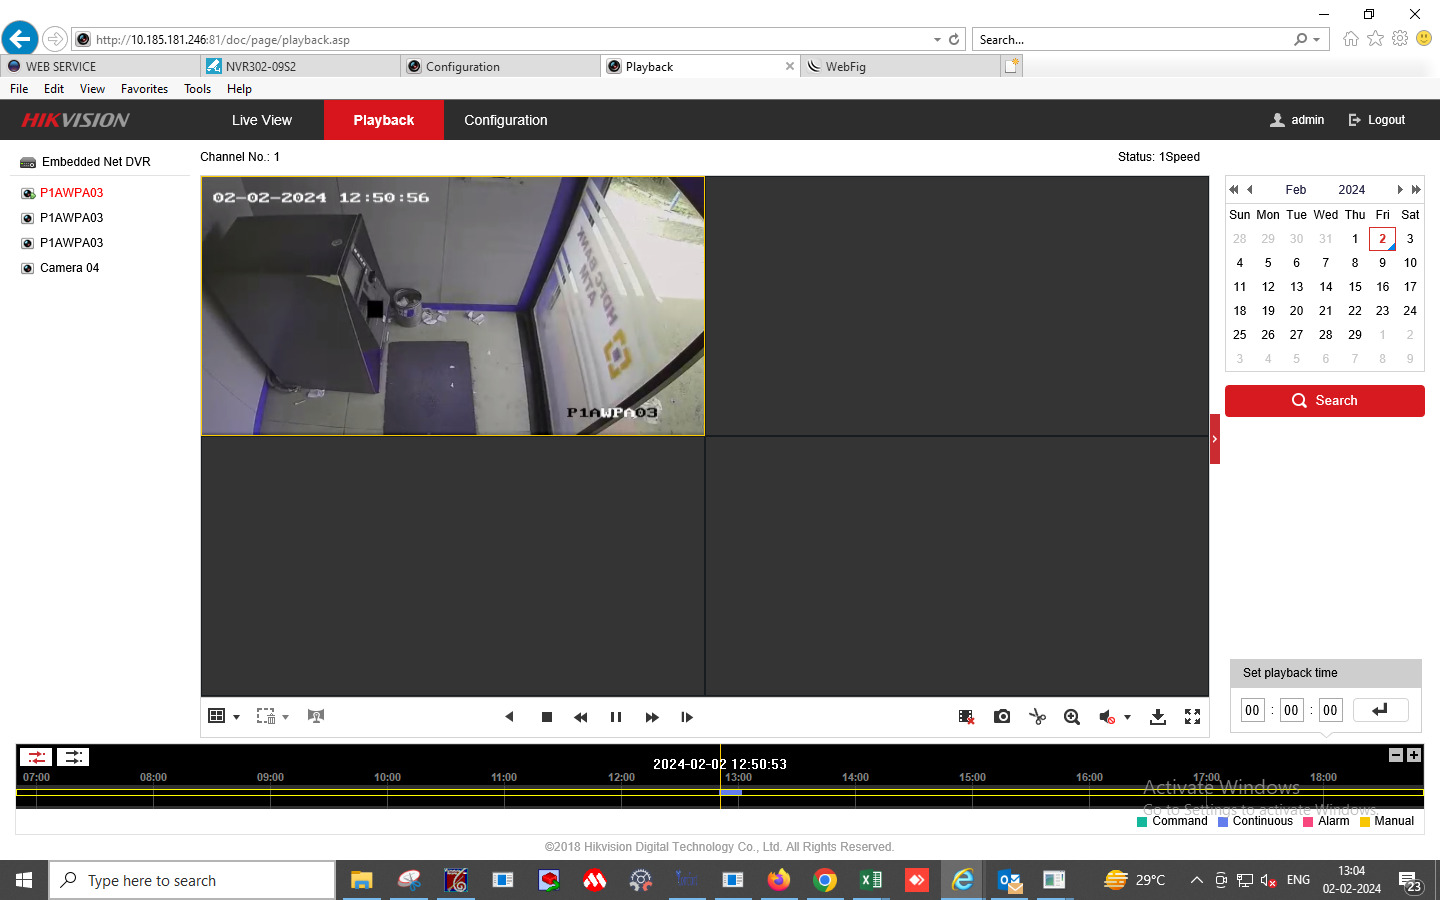 http://10.185.181.246:81/doc/page/playback.asp
Search...
WEB SERVICE
NVR302-09S2
Configuration
Playback
WebFig
File Edit View Favorites Tools Help
HIKVISION
Live View
Playback
Configuration
admin
Logout
Embedded Net DVR
P1AWPA03
P1AWPA03
P1AWPA03
Camera 04
Channel No.: 1
Status: 1Speed
02-02-2024 12:50:56
HDFC BANK
ATM
P1AWPA03
Feb 2024
Sun Mon Tue Wed Thu Fri Sat
28 29 30 31 1 2 3
4 5 6 7 8 9 10
11 12 13 14 15 16 17
18 19 20 21 22 23 24
25 26 27 28 29 1 2
3 4 5 6 7 8 9
Search
Set playback time
00 : 00 : 00
2024-02-02 12:50:53
07:00 08:00 09:00 10:00 11:00 12:00 13:00 14:00 15:00 16:00 17:00 18:00
Activate Windows
Go to Settings to activate Windows.
Command Continuous Alarm Manual
©2018 Hikvision Digital Technology Co., Ltd. All Rights Reserved.
Type here to search
29°C
ENG
13:04
02-02-2024
23